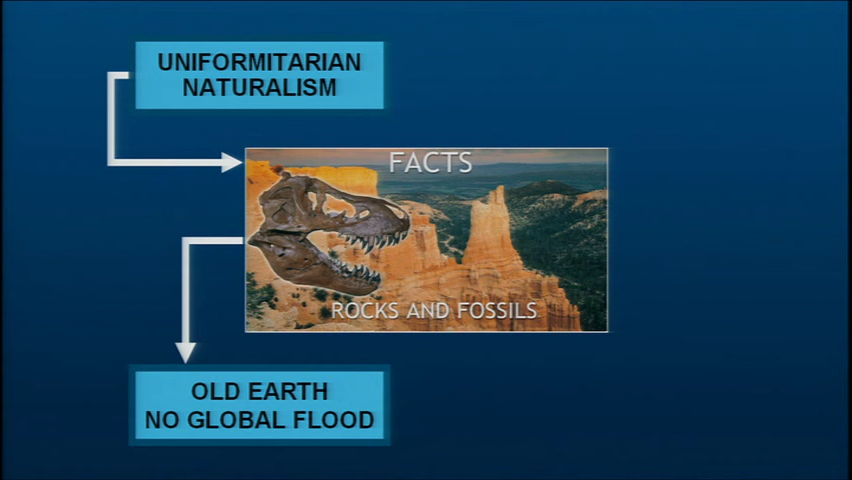 UNIFORMITARIAN
NATURALISM
FACTS
ROCKS AND FOSSILS
OLD EARTH
NO GLOBAL FLOOD